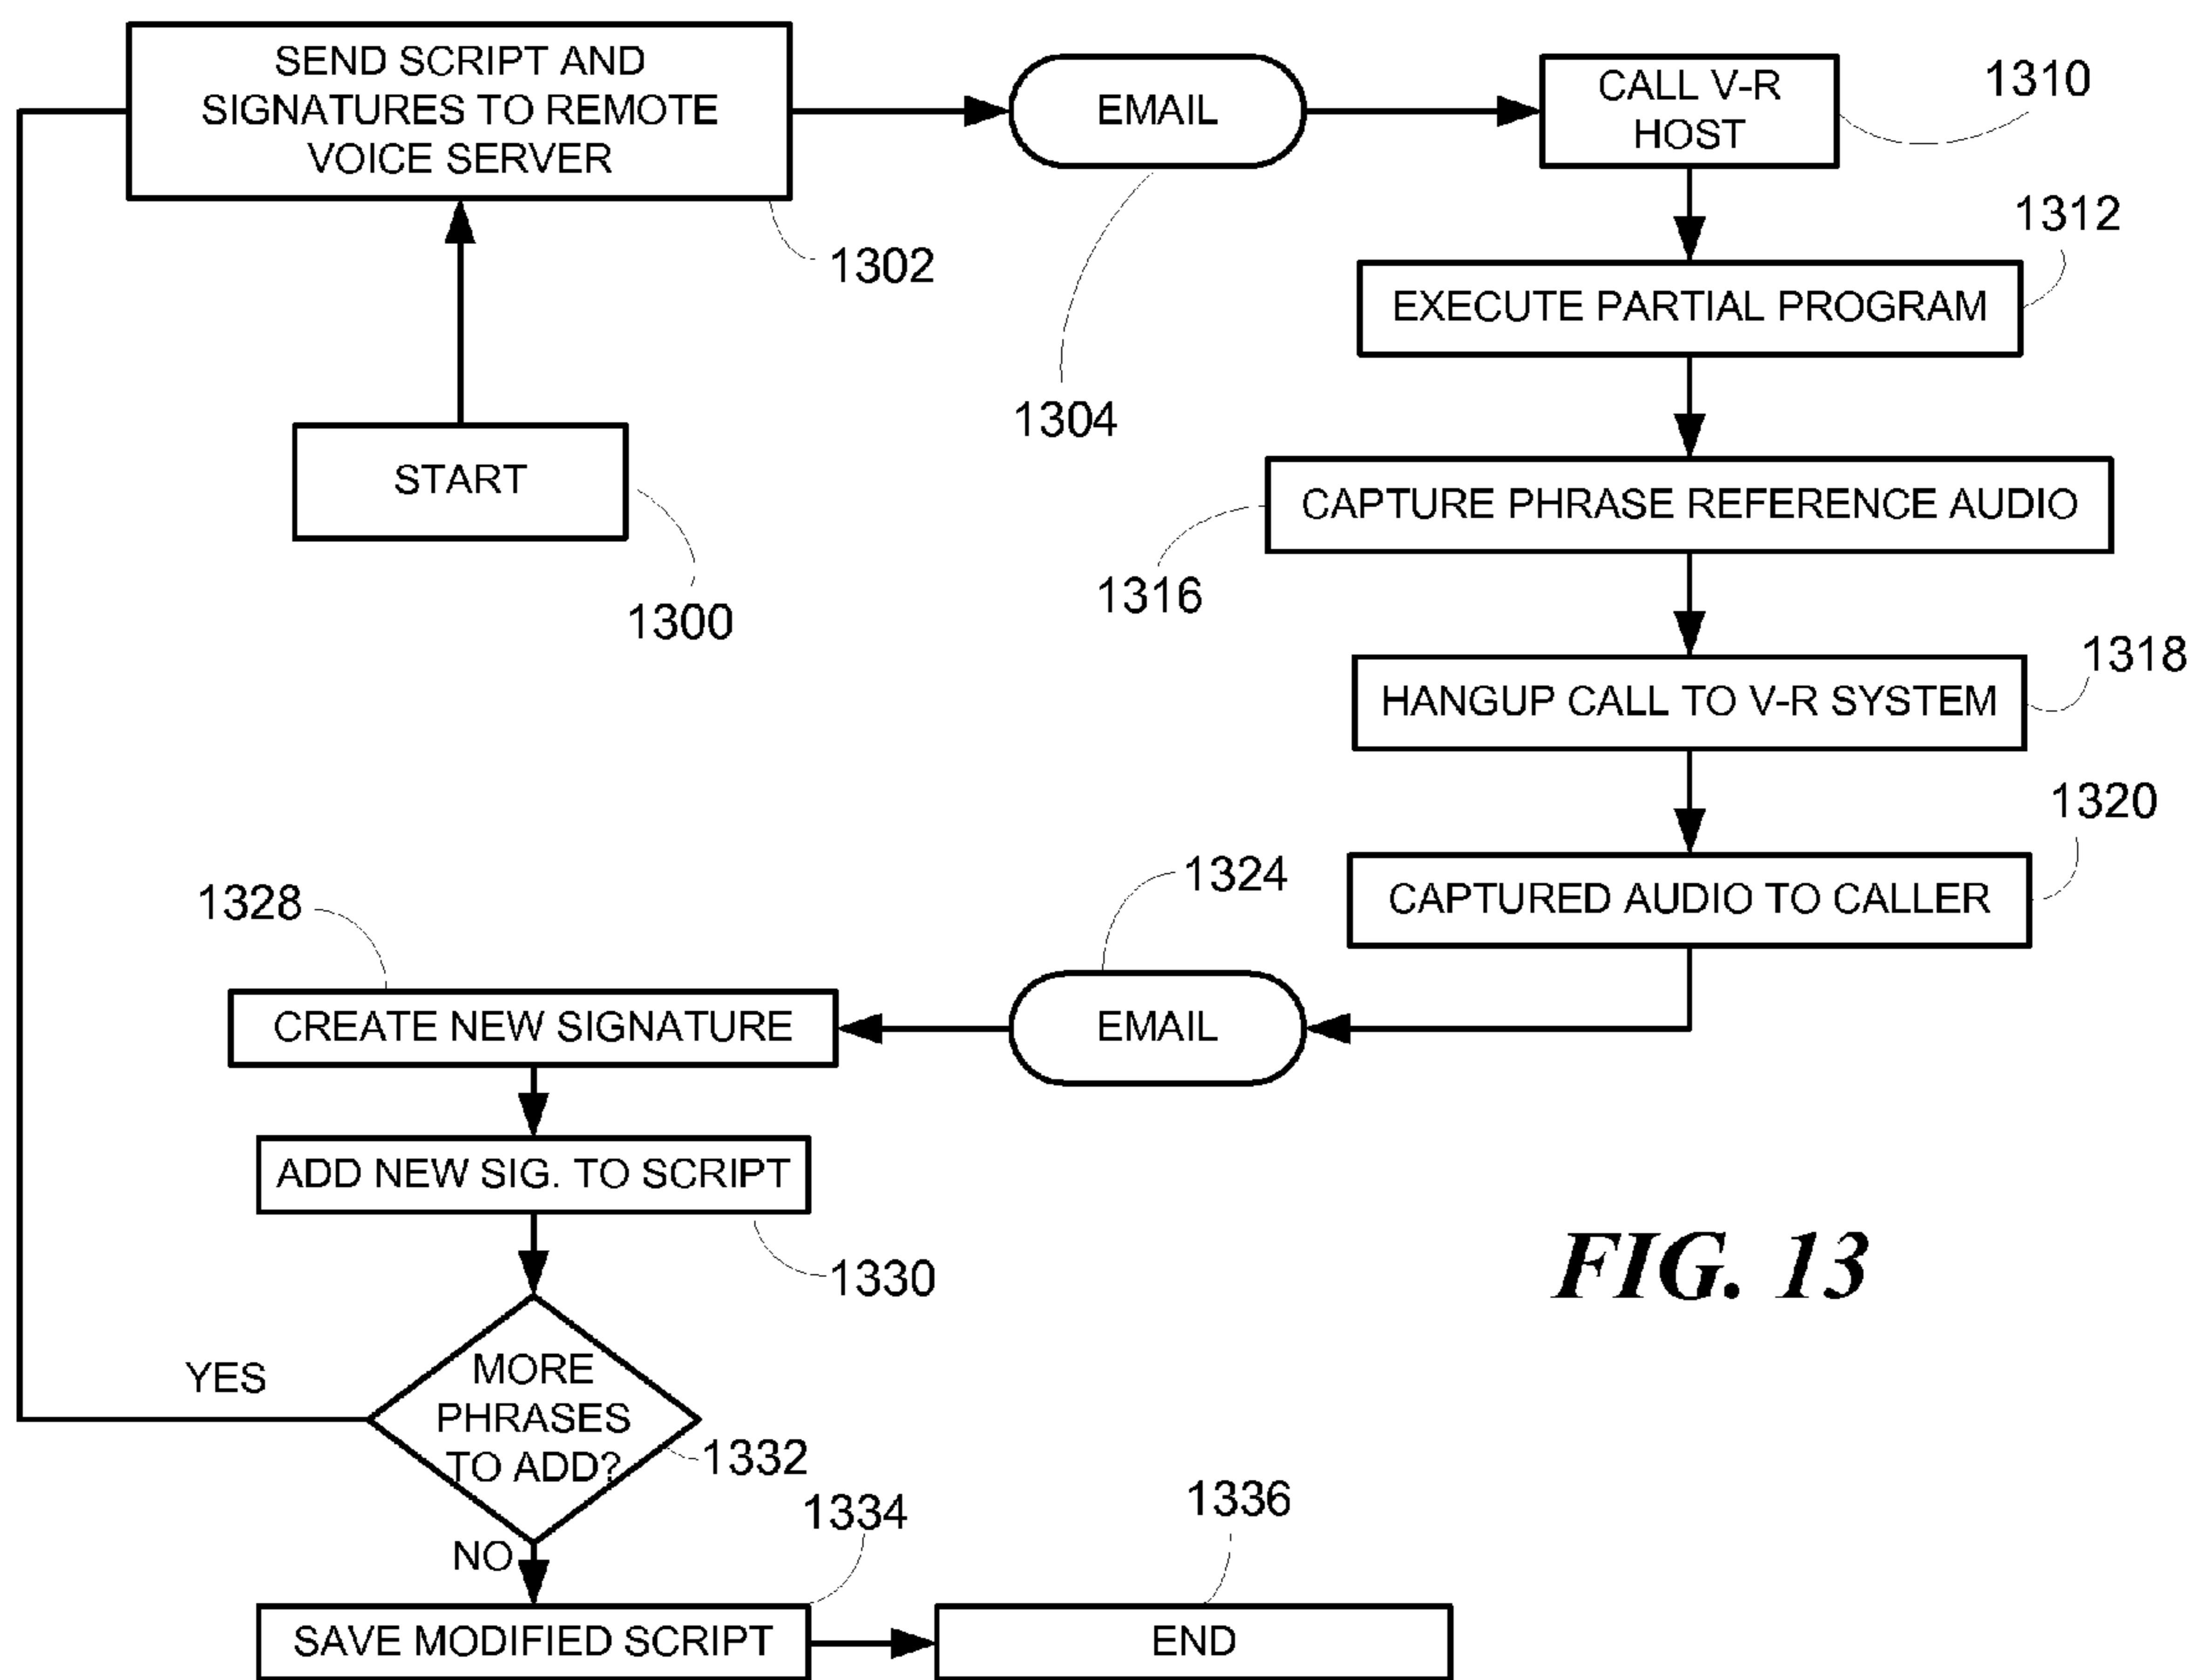 SEND SCRIPT AND
SIGNATURES TO REMOTE
VOICE SERVER
1302
EMAIL
1304
CALL V-R
HOST
1310
EXECUTE PARTIAL PROGRAM
1312
START
1300
CAPTURE PHRASE REFERENCE AUDIO
1316
HANGUP CALL TO V-R SYSTEM
1318
CAPTURED AUDIO TO CALLER
1320
EMAIL
1324
CREATE NEW SIGNATURE
1328
ADD NEW SIG. TO SCRIPT
1330
MORE
PHRASES
TO ADD?
1332
YES
NO
SAVE MODIFIED SCRIPT
1334
END
1336
FIG. 13